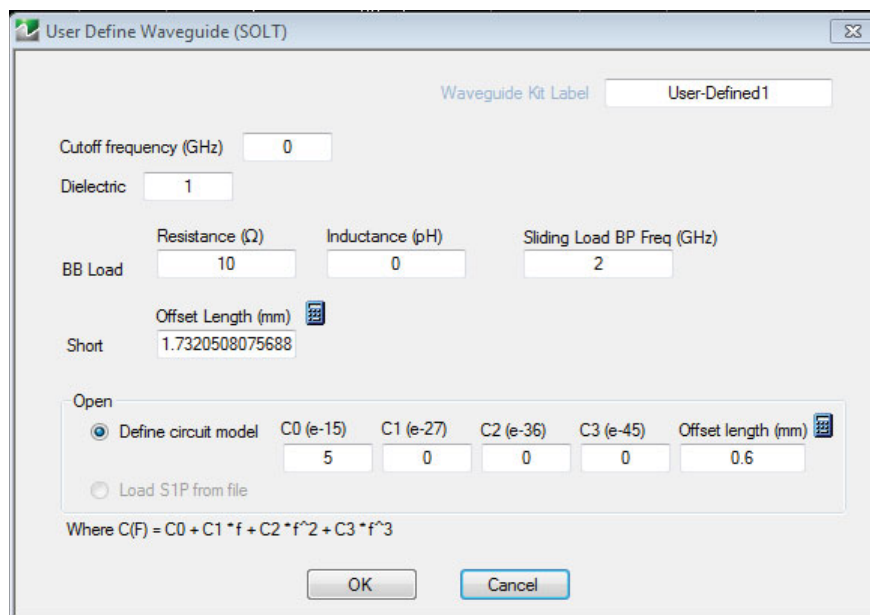 User Define Waveguide (SOLT)
Waveguide Kit Label User-Defined1
Cutoff frequency (GHz) 0
Dielectric 1
Resistance (Ω) Inductance (pH) Sliding Load BP Freq (GHz)
BB Load 10 0 2
Offset Length (mm)
Short 1.7320508075688
Open
Define circuit model C0 (e-15) C1 (e-27) C2 (e-36) C3 (e-45) Offset length (mm)
5 0 0 0 0.6
Load S1P from file
Where C(F) = C0 + C1 * f + C2 * f^2 + C3 * f^3
OK Cancel